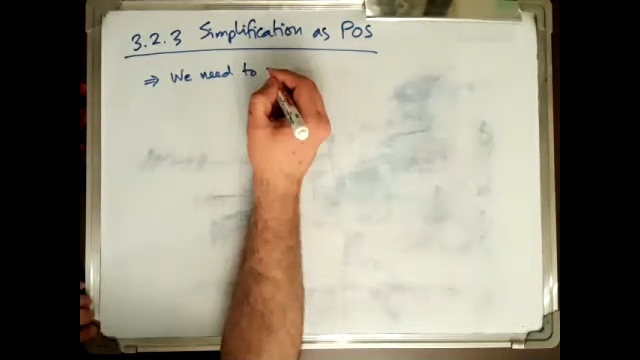 3.2.3 Simplification as POS
⇒ We need to